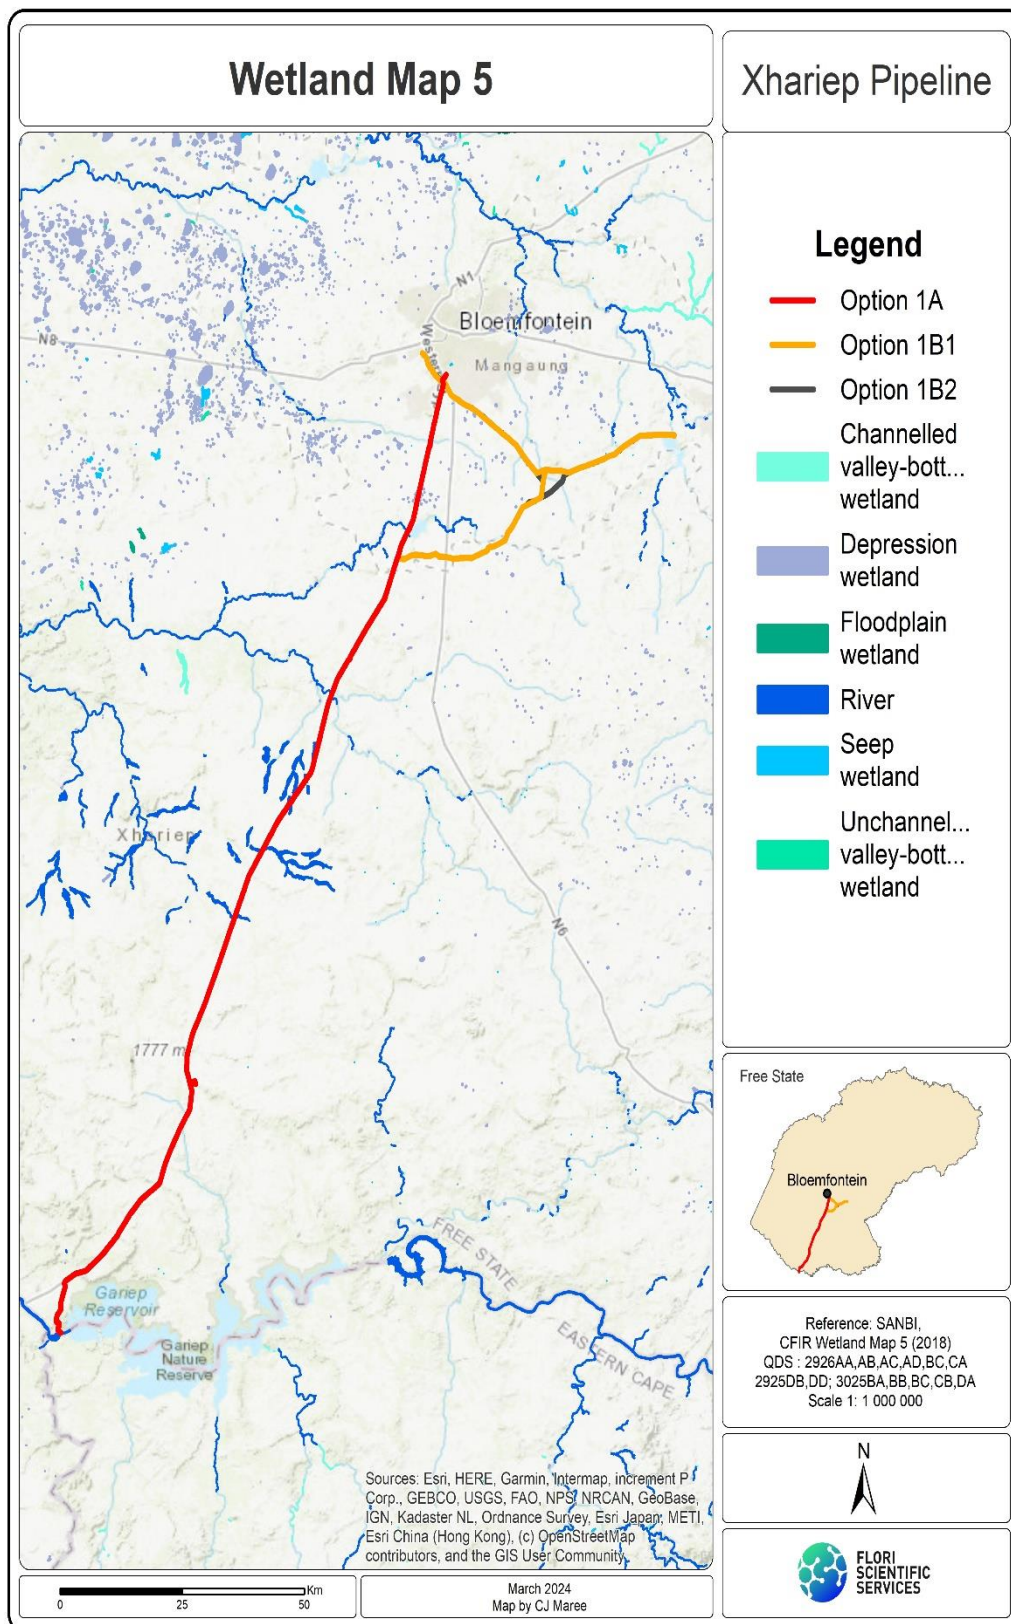 Wetland Map 5
Xhariep Pipeline
N1
Bloemfontein
N8
Mangaung
Xhariep
N6
1777 m
FREE STATE
EASTERN CAPE
Gariep
Reservoir
Gariep
Nature
Reserve
Sources: Esri, HERE, Garmin, Intermap, increment P
Corp., GEBCO, USGS, FAO, NPS, NRCAN, GeoBase,
IGN, Kadaster NL, Ordnance Survey, Esri Japan, METI,
Esri China (Hong Kong), (c) OpenStreetMap
contributors, and the GIS User Community
Legend
Option 1A
Option 1B1
Option 1B2
Channelled
valley-bott...
wetland
Depression
wetland
Floodplain
wetland
River
Seep
wetland
Unchannel...
valley-bott...
wetland
Free State
Bloemfontein
Reference: SANBI,
CFIR Wetland Map 5 (2018)
QDS : 2926AA,AB,AC,AD,BC,CA
2925DB,DD; 3025BA,BB,BC,CB,DA
Scale 1: 1 000 000
N
Km
0 25 50
March 2024
Map by CJ Maree
FLORI
SCIENTIFIC
SERVICES